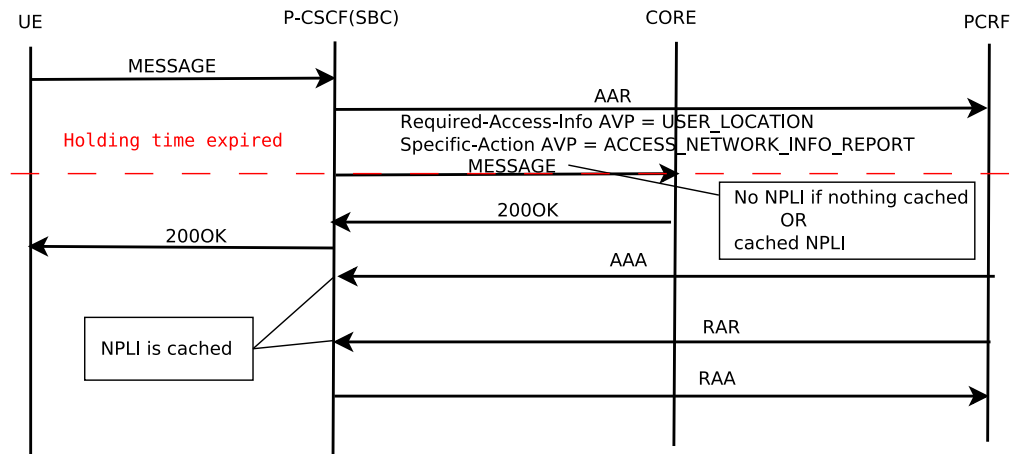 UE
P-CSCF(SBC)
CORE
PCRF
MESSAGE
AAR
Required-Access-Info AVP = USER_LOCATION
Holding time expired
Specific-Action AVP = ACCESS_NETWORK_INFO_REPORT
MESSAGE
No NPLI if nothing cached
OR
cached NPLI
200OK
200OK
AAA
RAR
NPLI is cached
RAA